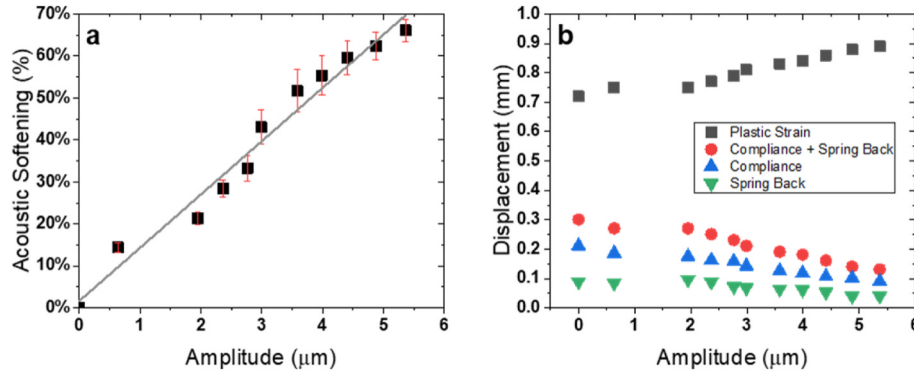 a
70%
60%
50%
40%
30%
20%
10%
0%
Acoustic Softening (%)
0 1 2 3 4 5 6
Amplitude (μm)
b
1.0
0.9
0.8
0.7
0.6
0.5
0.4
0.3
0.2
0.1
0.0
Displacement (mm)
Plastic Strain
Compliance + Spring Back
Compliance
Spring Back
0 1 2 3 4 5 6
Amplitude (μm)